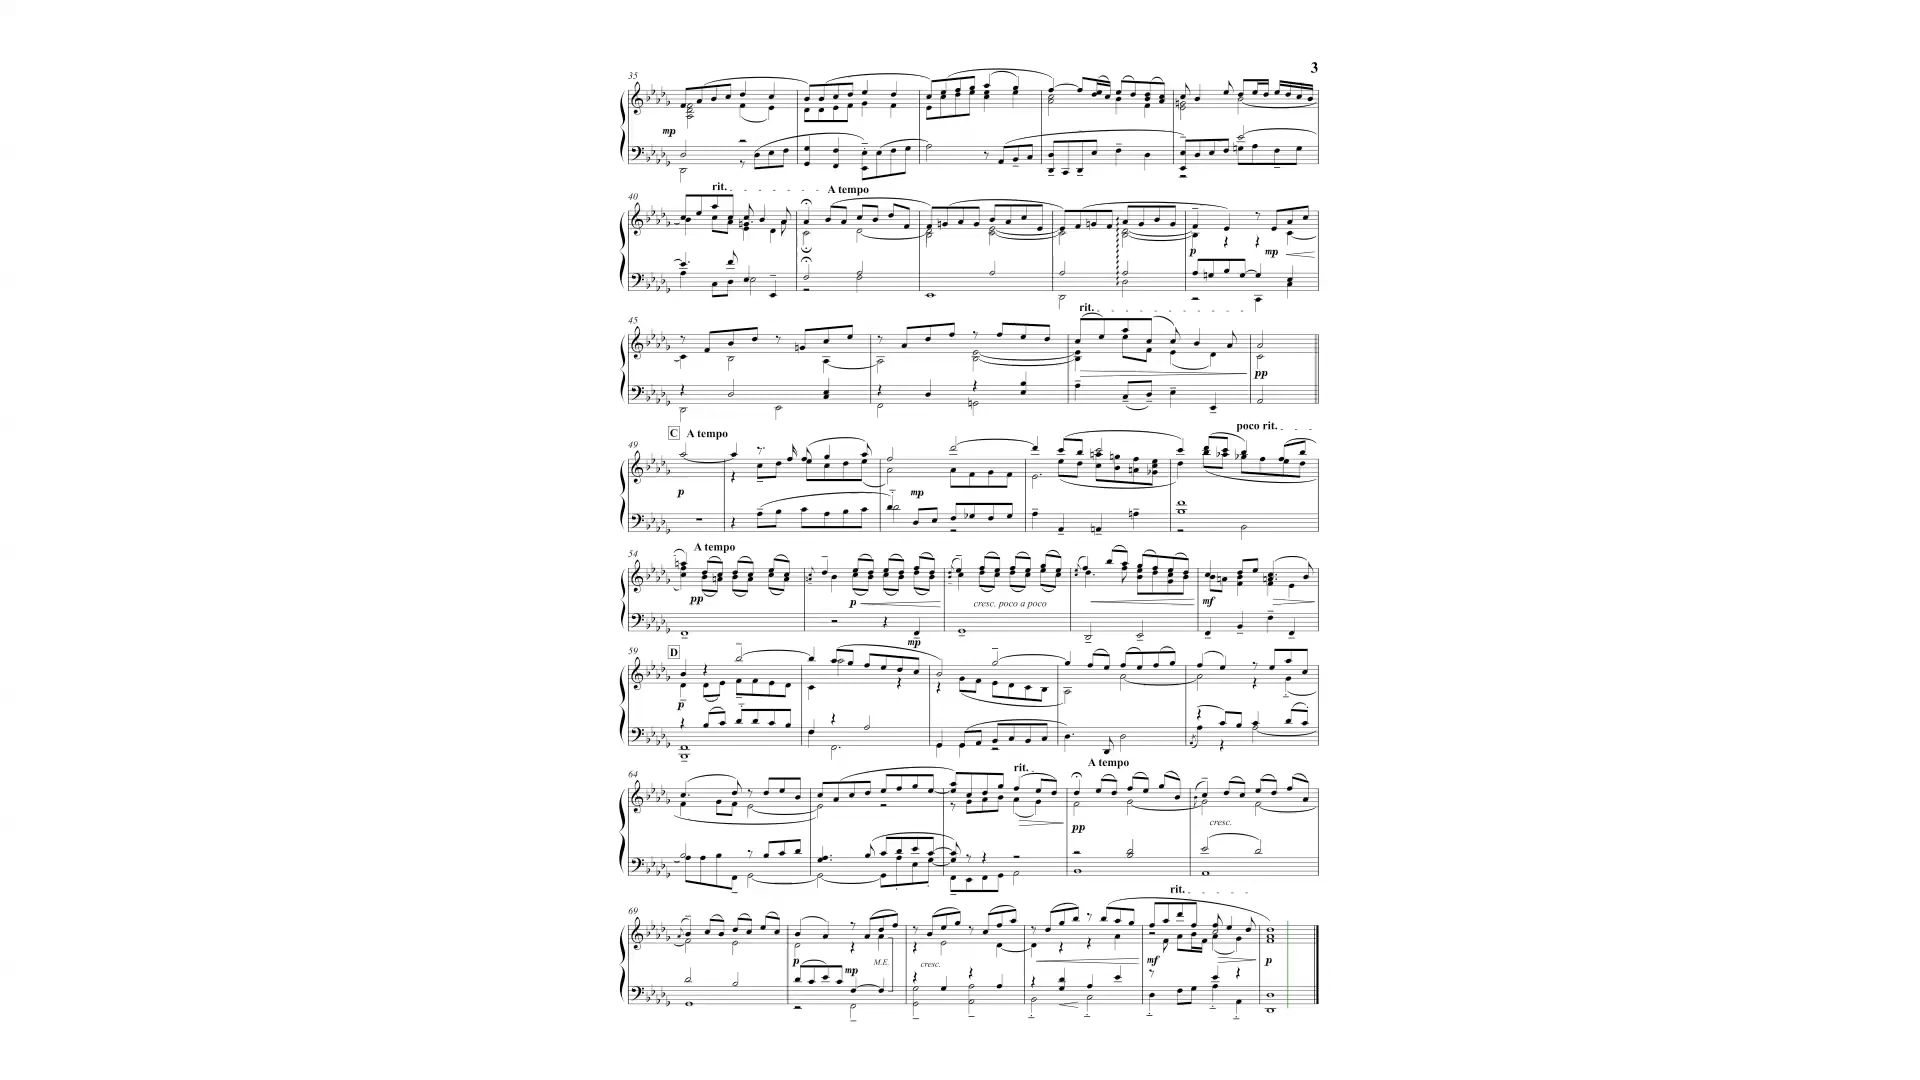 3
35
mp
rit. A tempo
40
p mp
rit.
45
pp
C A tempo
poco rit.
49
p mp
A tempo
54
pp p cresc. poco a poco mf
mp
D
59
p
rit. A tempo
64
pp cresc.
rit.
69
p mp M.E. cresc. mf p